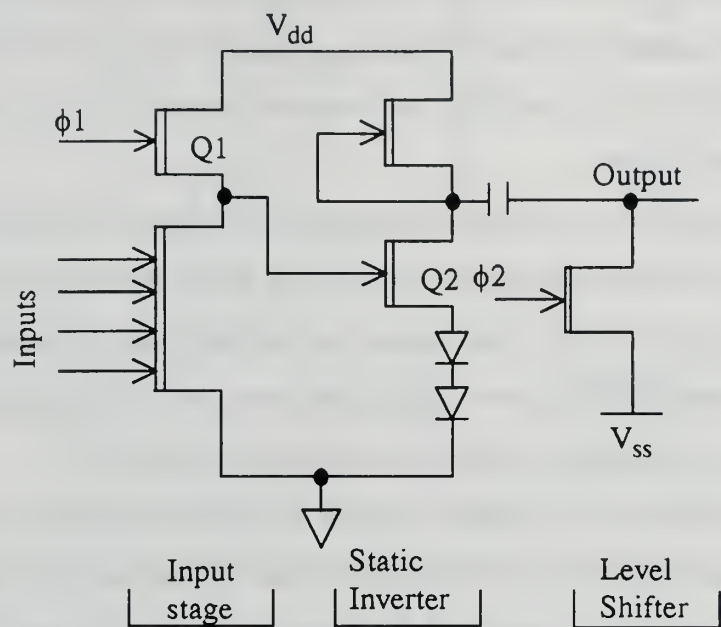 Vdd
ϕ1
Q1
Output
Q2
ϕ2
Inputs
Vss
Input
stage
Static
Inverter
Level
Shifter